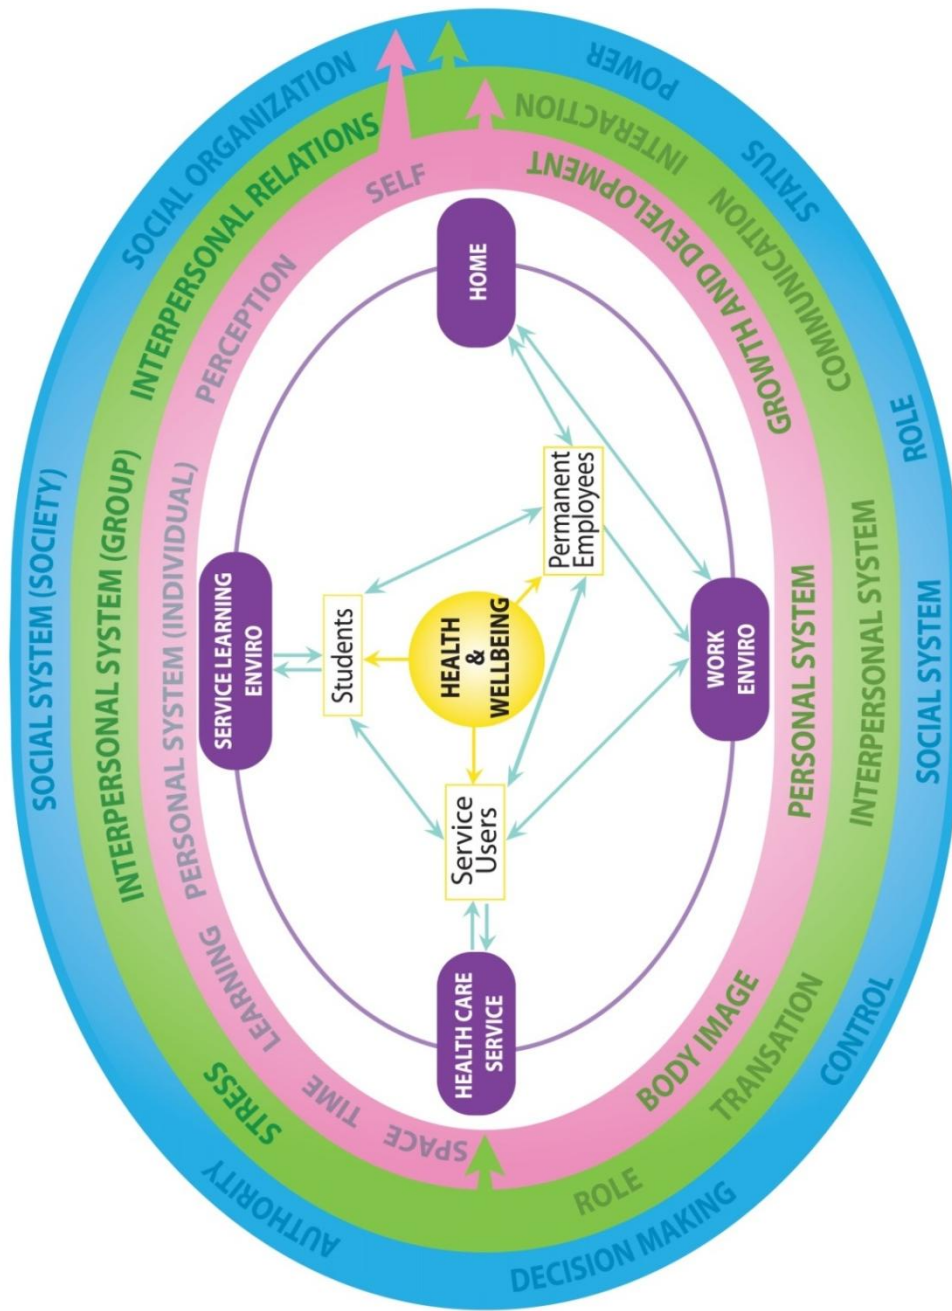 SOCIAL SYSTEM (SOCIETY)
SOCIAL ORGANIZATION
POWER
STATUS
ROLE
SOCIAL SYSTEM
CONTROL
DECISION MAKING
AUTHORITY
INTERPERSONAL SYSTEM (GROUP)
INTERPERSONAL RELATIONS
INTERACTION
COMMUNICATION
INTERPERSONAL SYSTEM
TRANSATION
ROLE
STRESS
PERSONAL SYSTEM (INDIVIDUAL)
PERCEPTION
SELF
GROWTH AND DEVELOPMENT
DEVELOPMENT
PERSONAL SYSTEM
BODY IMAGE
SPACE
TIME
LEARNING
SERVICE LEARNING
ENVIRO
HOME
WORK
ENVIRO
HEALTH CARE
SERVICE
Students
HEALTH
&
WELLBEING
Service
Users
Permanent
Employees